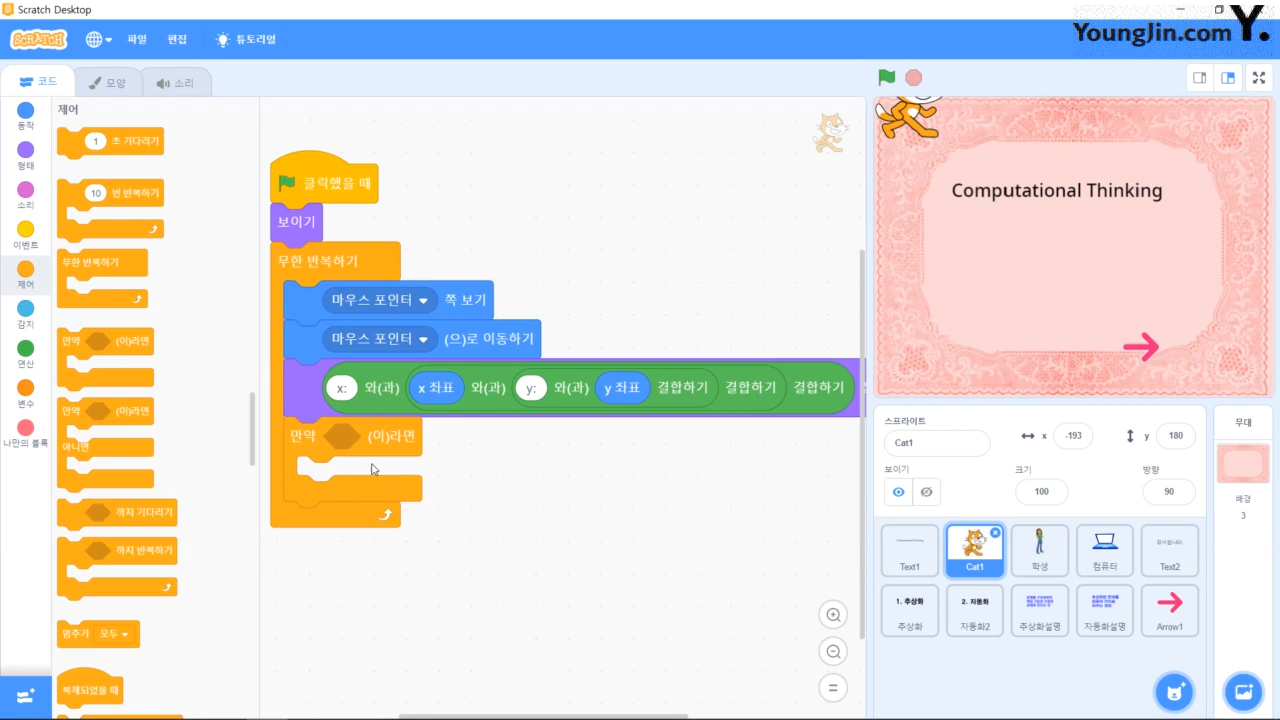 Scratch Desktop
SCRATCH
파일
편집
튜토리얼
YoungJin.com Y.
코드
모양
소리
동작
형태
소리
이벤트
제어
감지
연산
변수
나만의 블록
제어
1 초 기다리기
10 번 반복하기
무한 반복하기
만약 (이)라면
만약 (이)라면
아니면
까지 기다리기
까지 반복하기
멈추기 모두
복제되었을 때
클릭했을 때
보이기
무한 반복하기
마우스 포인터 쪽 보기
마우스 포인터 (으)로 이동하기
x: 와(과) x 좌표 와(과) y: 와(과) y 좌표 결합하기 결합하기 결합하기
만약 (이)라면
Computational Thinking
스프라이트
Cat1
x -193
y 180
보이기
크기
100
방향
90
무대
배경
3
Text1
Cat1
학생
컴퓨터
감사합니다.
Text2
1. 추상화
추상화
2. 자동화
자동화2
추상화설명
자동화설명
Arrow1